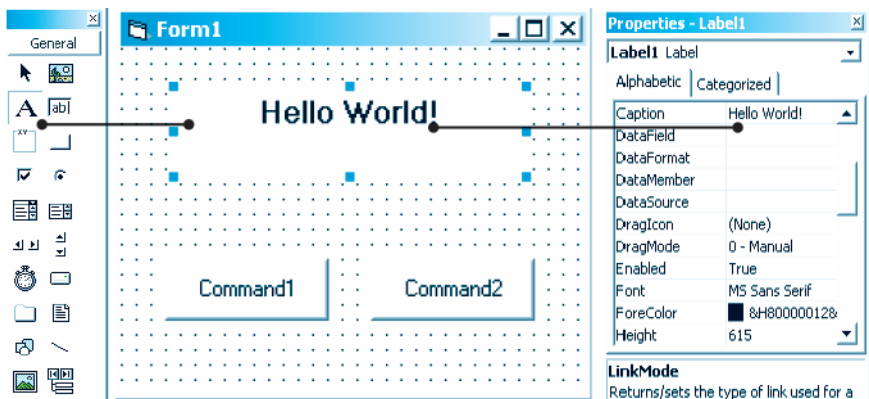 General
A
ab|
XY
Form1
Hello World!
Command1
Command2
Properties - Label1
Label1 Label
Alphabetic
Categorized
Caption Hello World!
DataField
DataFormat
DataMember
DataSource
DragIcon (None)
DragMode 0 - Manual
Enabled True
Font MS Sans Serif
ForeColor &H80000012&
Height 615
LinkMode
Returns/sets the type of link used for a